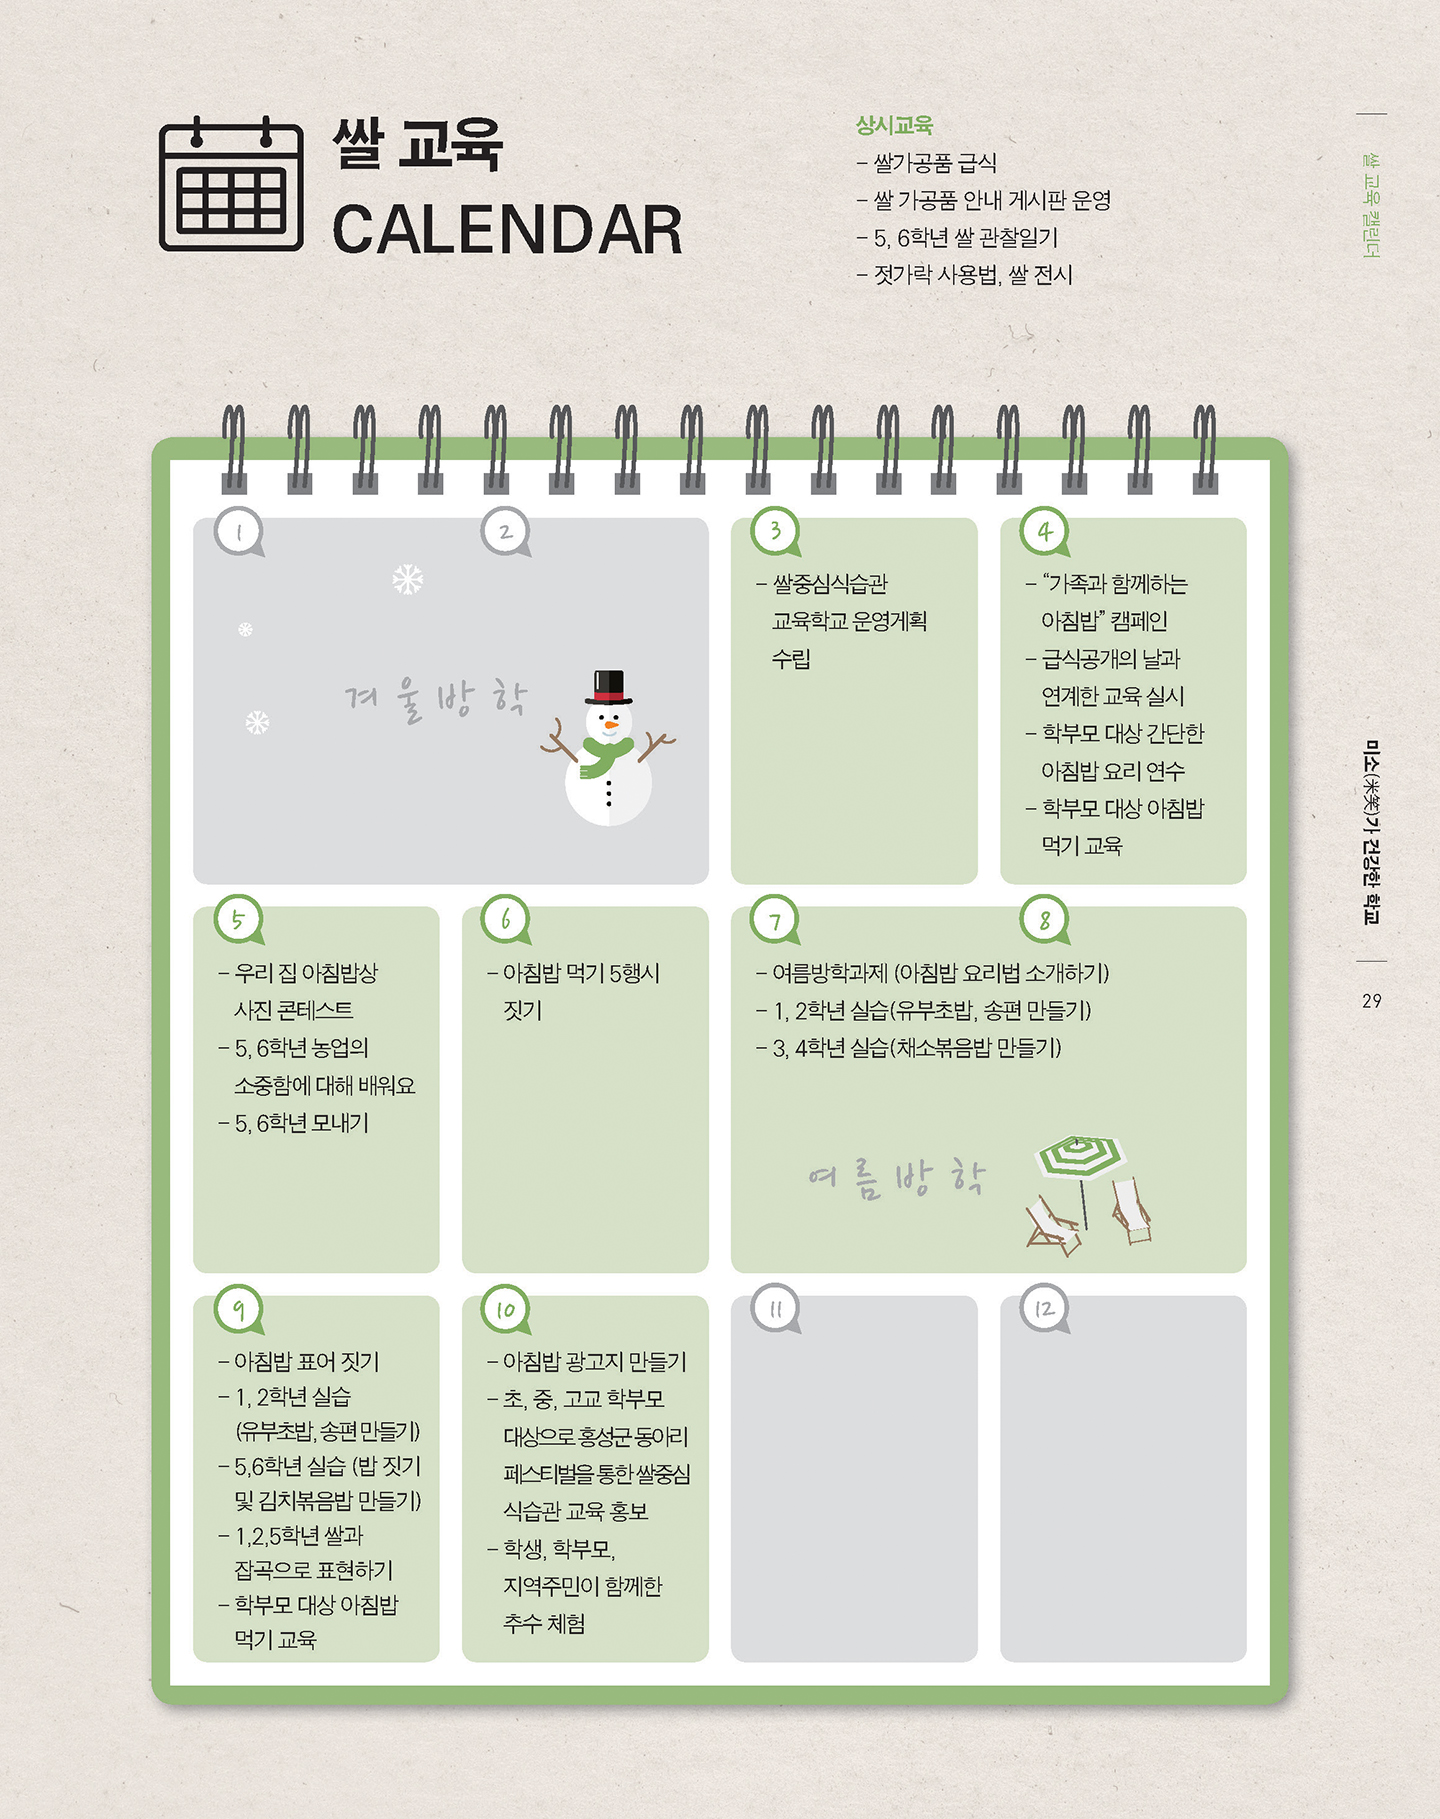 쌀 교육
CALENDAR
상시교육
- 쌀가공품 급식
- 쌀 가공품 안내 게시판 운영
- 5, 6학년 쌀 관찰일기
- 젓가락 사용법, 쌀 전시
쌀 교육 캘린더
미소(米笑)가 건강한 학교
29
1
2
겨울방학
3
- 쌀중심식습관
교육학교 운영게획
수립
4
- “가족과 함께하는
아침밥” 캠페인
- 급식공개의 날과
연계한 교육 실시
- 학부모 대상 간단한
아침밥 요리 연수
- 학부모 대상 아침밥
먹기 교육
5
- 우리 집 아침밥상
사진 콘테스트
- 5, 6학년 농업의
소중함에 대해 배워요
- 5, 6학년 모내기
6
- 아침밥 먹기 5행시
짓기
7
8
- 여름방학과제 (아침밥 요리법 소개하기)
- 1, 2학년 실습(유부초밥, 송편 만들기)
- 3, 4학년 실습(채소볶음밥 만들기)
여름방학
9
- 아침밥 표어 짓기
- 1, 2학년 실습
(유부초밥, 송편 만들기)
- 5,6학년 실습 (밥 짓기
및 김치볶음밥 만들기)
- 1,2,5학년 쌀과
잡곡으로 표현하기
- 학부모 대상 아침밥
먹기 교육
10
- 아침밥 광고지 만들기
- 초, 중, 고교 학부모
대상으로 홍성군 동아리
페스티벌을 통한 쌀중심
식습관 교육 홍보
- 학생, 학부모,
지역주민이 함께한
추수 체험
11
12